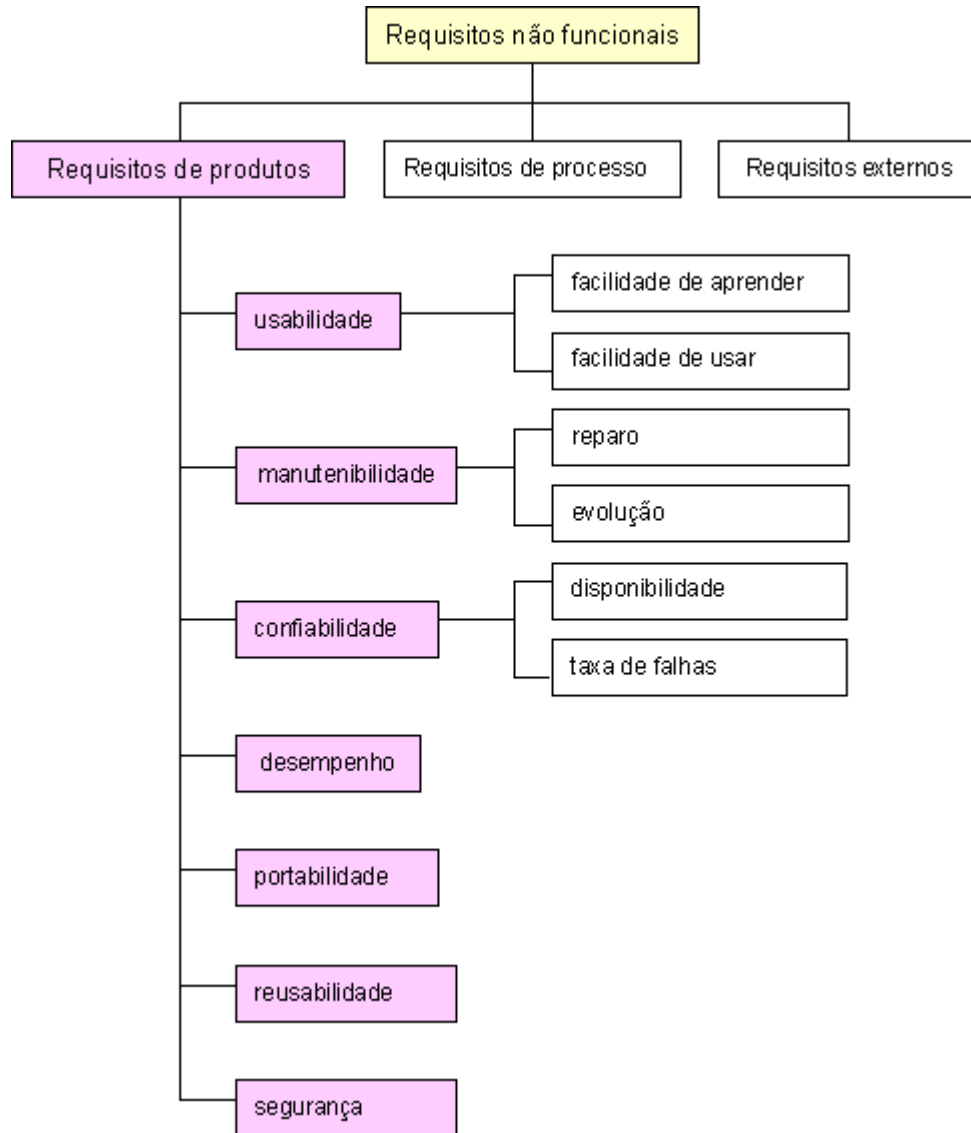 Requisitos não funcionais
Requisitos de produtos
Requisitos de processo
Requisitos externos
usabilidade
facilidade de aprender
facilidade de usar
manutenibilidade
reparo
evolução
confiabilidade
disponibilidade
taxa de falhas
desempenho
portabilidade
reusabilidade
segurança